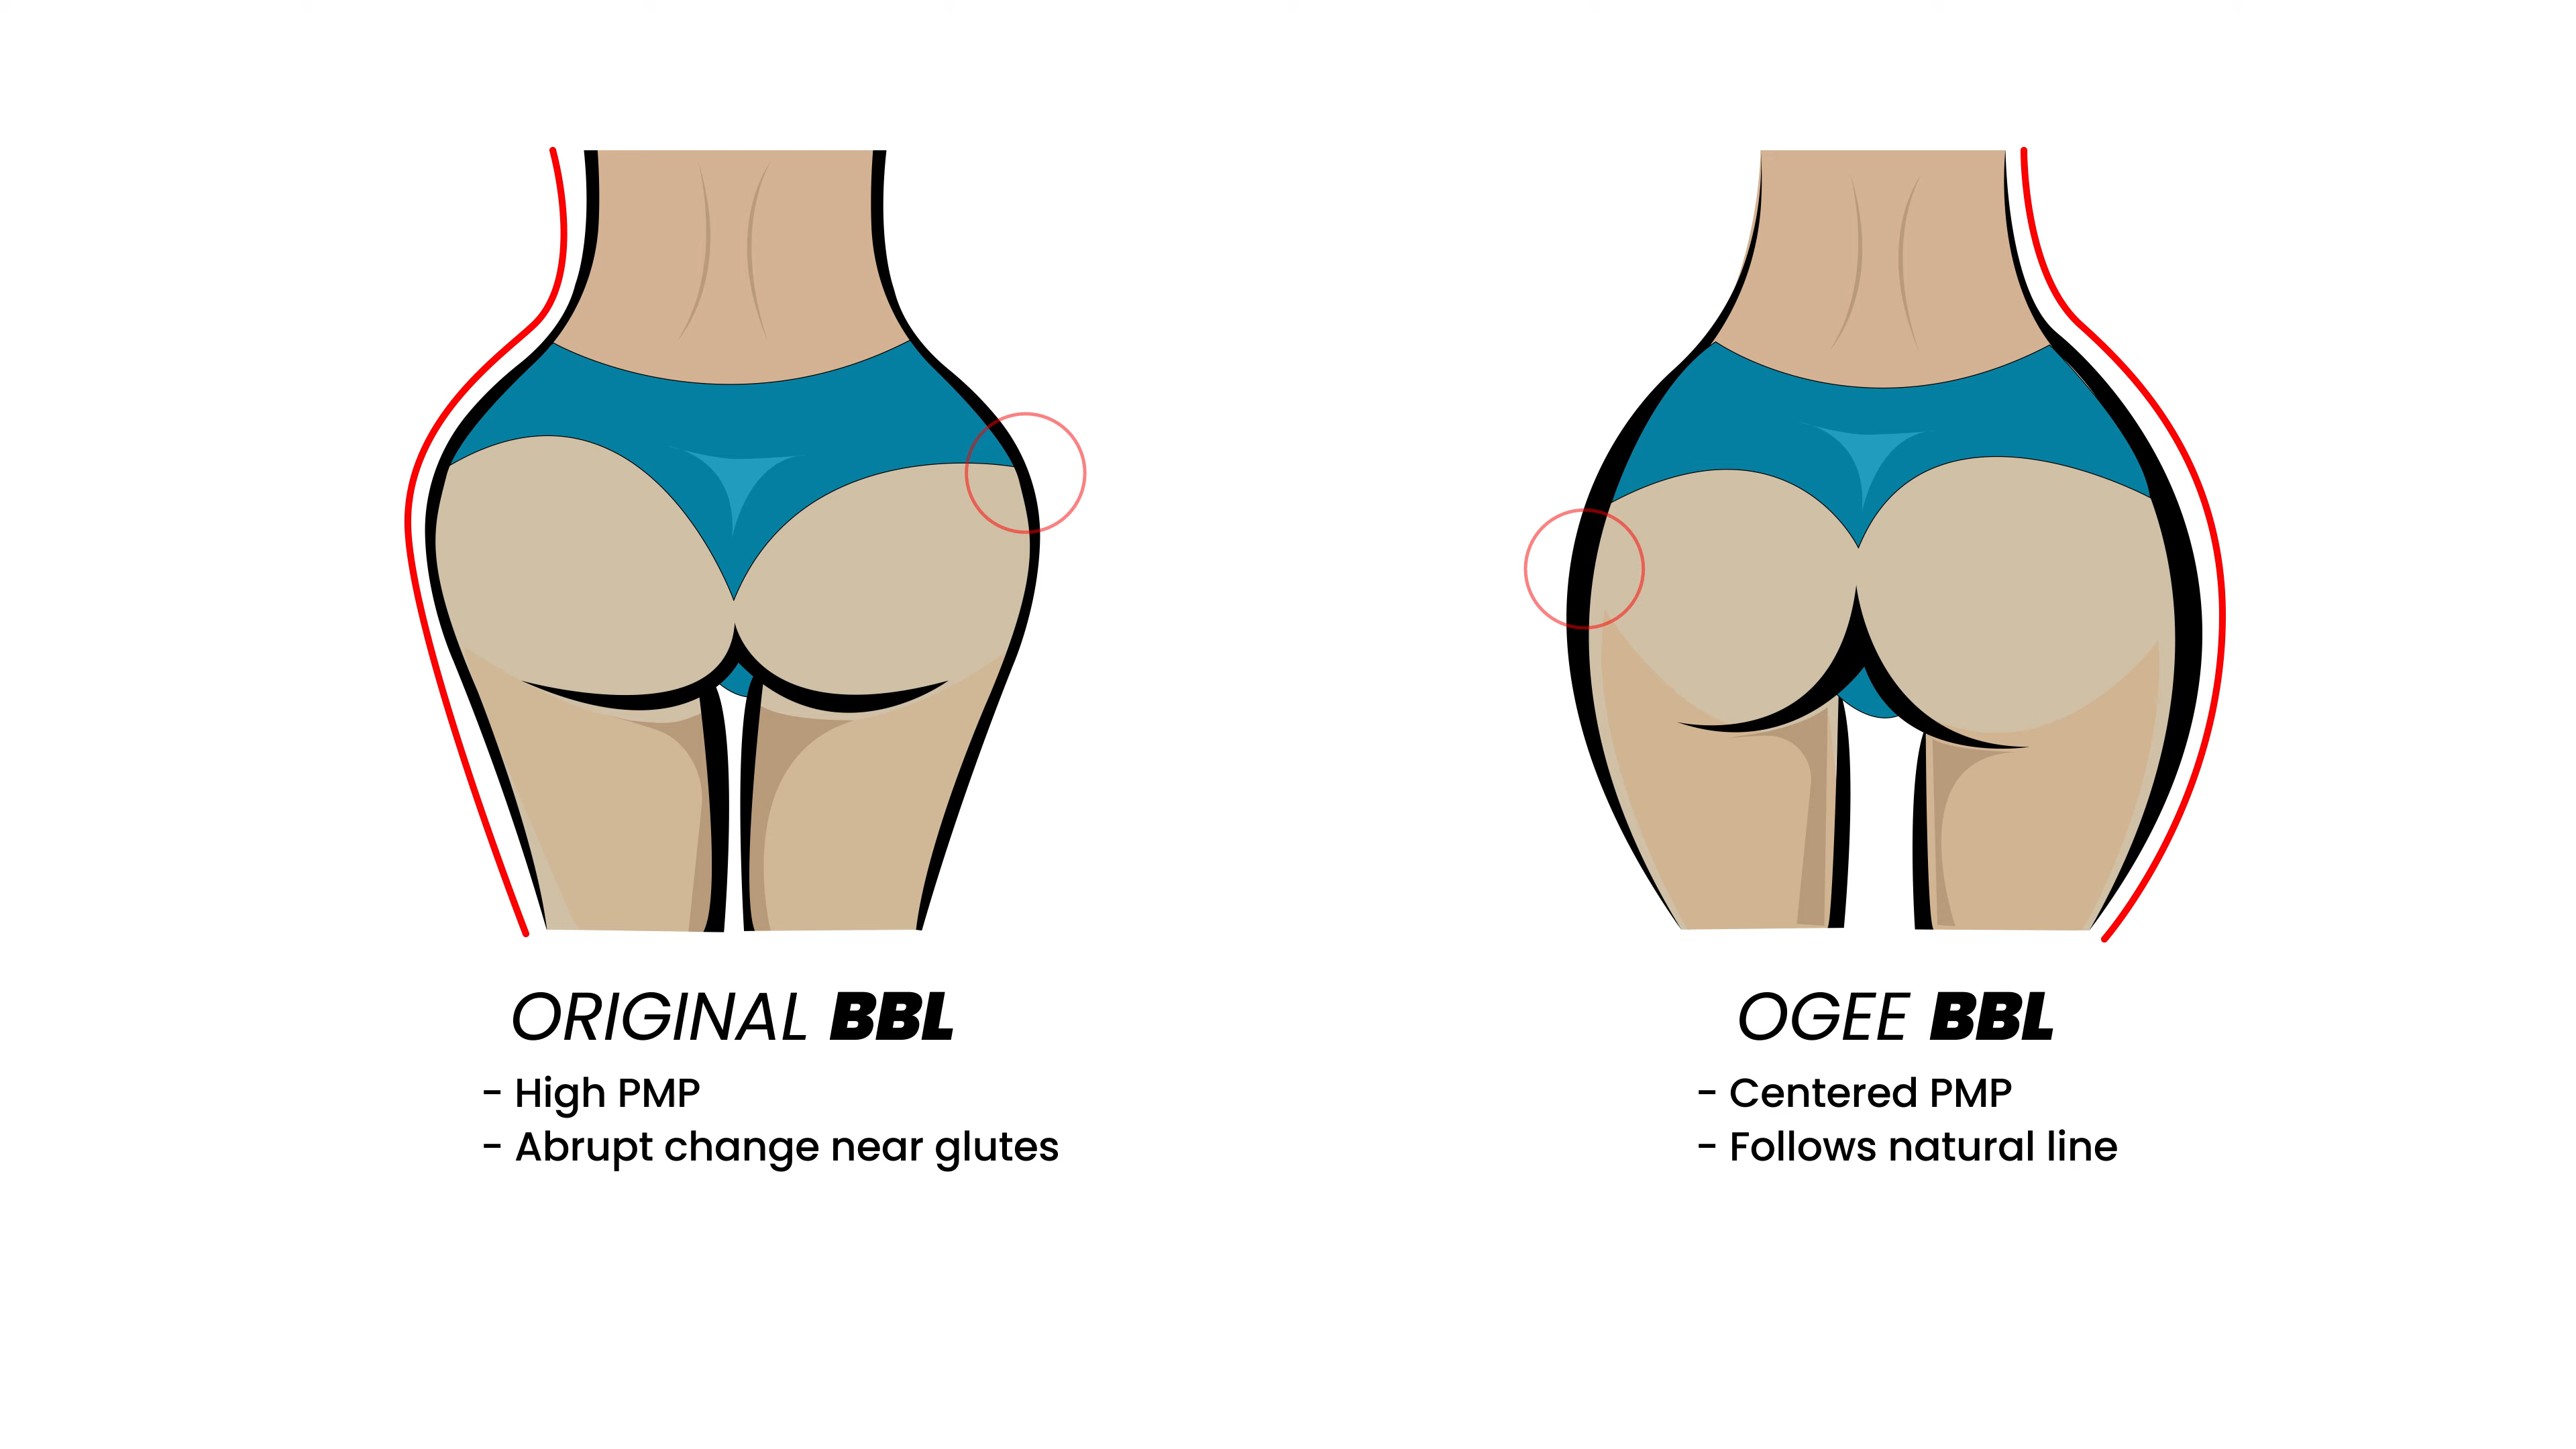 ORIGINAL BBL
- High PMP
- Abrupt change near glutes
OGEE BBL
- Centered PMP
- Follows natural line